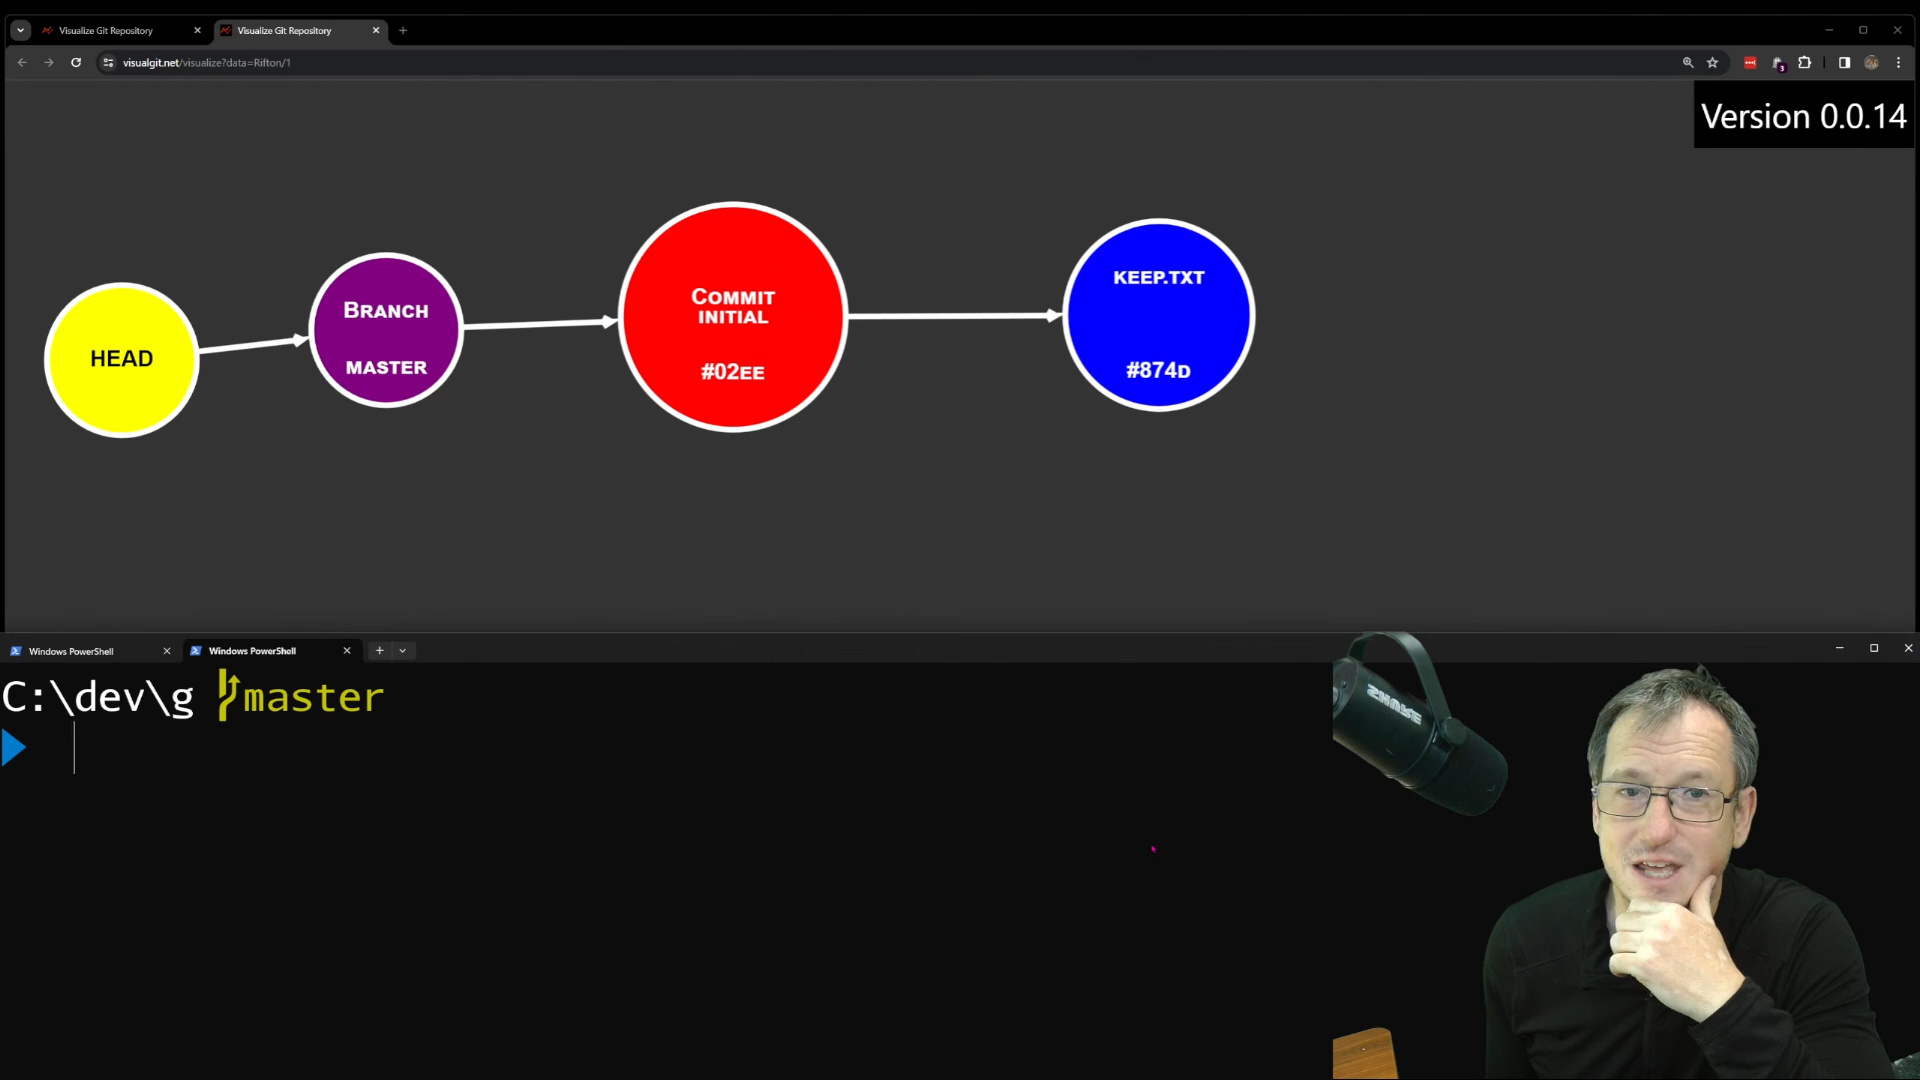 Visualize Git Repository
Visualize Git Repository
visualgit.net/visualize?data=Rifton/1
3
Version 0.0.14
HEAD
BRANCH
MASTER
COMMIT
INITIAL
#02EE
KEEP.TXT
#874D
Windows PowerShell
Windows PowerShell
C:\dev\g master
SHURE